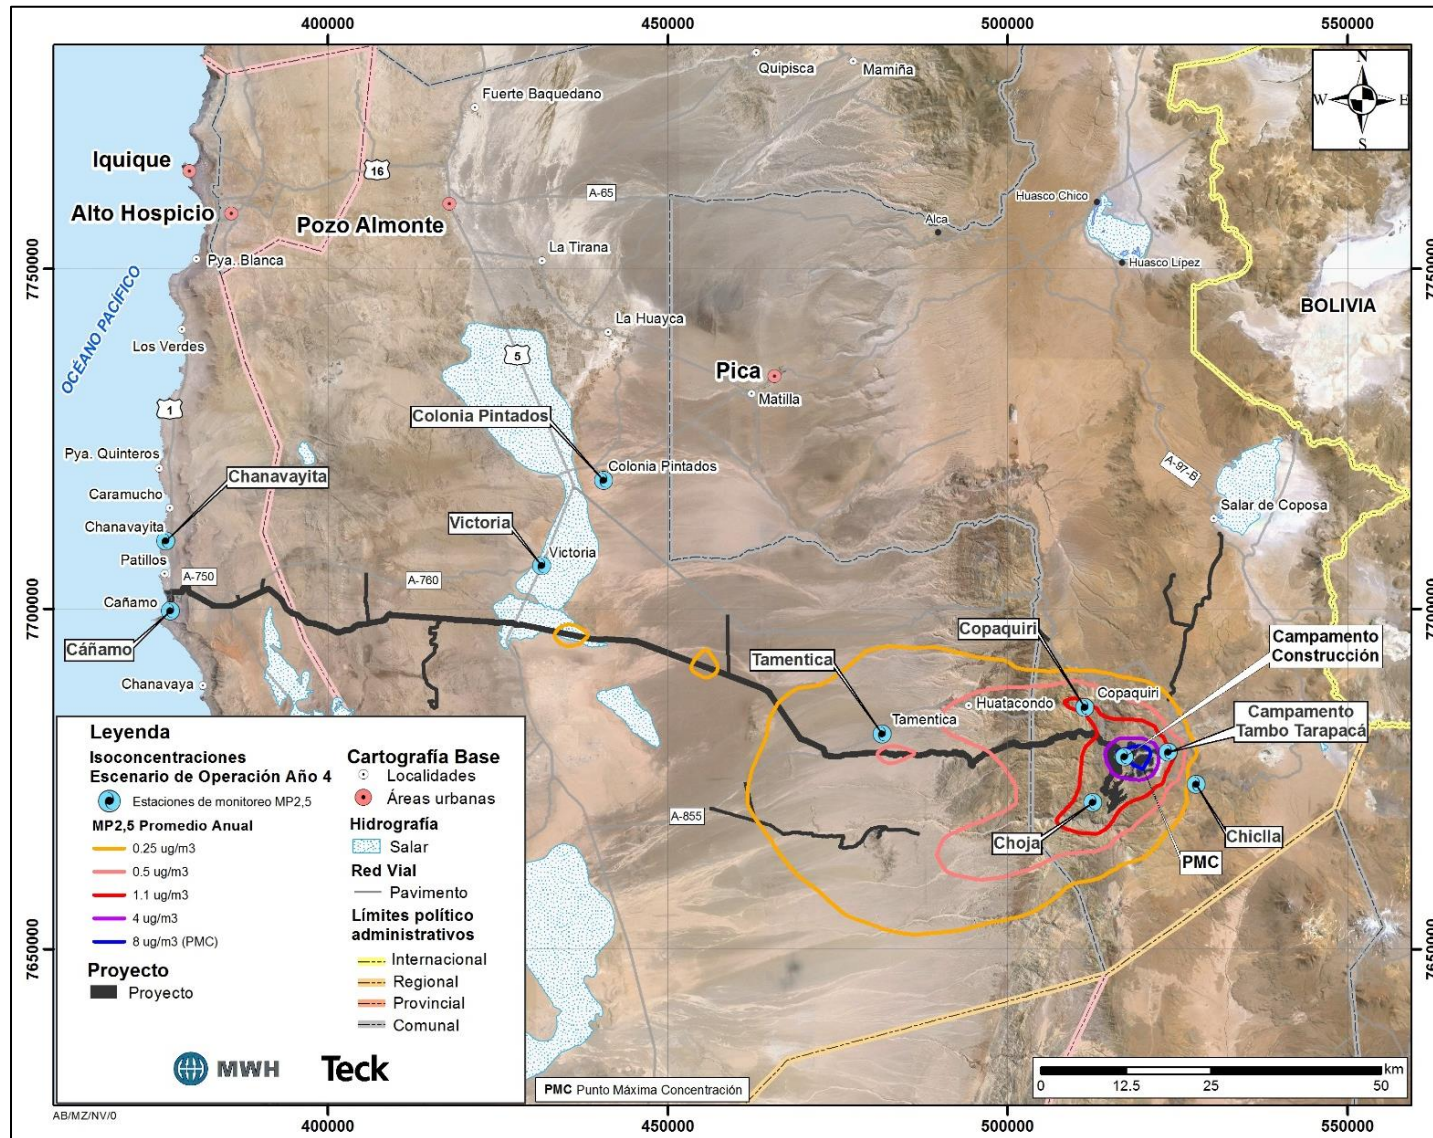 400000
450000
500000
550000
N
W
E
S
Quipisca
Mamiña
Fuerte Baquedano
Iquique
16
A-65
Huasco Chico
Alto Hospicio
Pozo Almonte
Alca
La Tirana
Pya. Blanca
Huasco Lípez
7750000
7750000
BOLIVIA
OCÉANO PACÍFICO
La Huayca
Los Verdes
5
Pica
Matilla
1
Colonia Pintados
Pya. Quinteros
Colonia Pintados
A-97-B
Chanavayita
Caramucho
Salar de Coposa
Chanavayita
Victoria
Victoria
Patillos
A-750
A-760
Cañamo
7700000
7700000
Cáñamo
Copaquiri
Campamento
Construcción
Tamentica
Chanavaya
Copaquiri
Huatacondo
Tamentica
Campamento
Tambo Tarapacá
A-855
Choja
Chiclla
PMC
7650000
7650000
Leyenda
Isoconcentraciones
Escenario de Operación Año 4
Estaciones de monitoreo MP2,5
MP2,5 Promedio Anual
0.25 ug/m3
0.5 ug/m3
1.1 ug/m3
4 ug/m3
8 ug/m3 (PMC)
Proyecto
Proyecto
Cartografía Base
Localidades
Áreas urbanas
Hidrografía
Salar
Red Vial
Pavimento
Límites político
administrativos
Internacional
Regional
Provincial
Comunal
MWH
Teck
PMC Punto Máxima Concentración
km
0
12.5
25
50
AB/MZ/NV/0
400000
450000
500000
550000